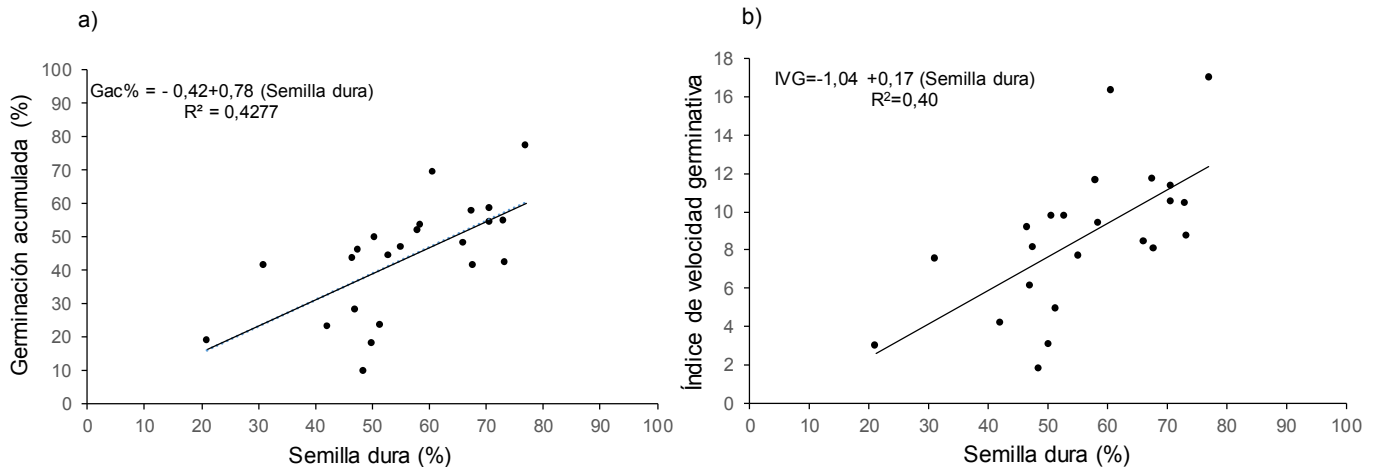 a)
Gac% = - 0,42+0,78 (Semilla dura)
R² = 0,4277
Germinación acumulada (%)
100
90
80
70
60
50
40
30
20
10
0
0 10 20 30 40 50 60 70 80 90 100
Semilla dura (%)
b)
IVG=-1,04 +0,17 (Semilla dura)
R²=0,40
Índice de velocidad germinativa
18
16
14
12
10
8
6
4
2
0
0 10 20 30 40 50 60 70 80 90 100
Semilla dura (%)